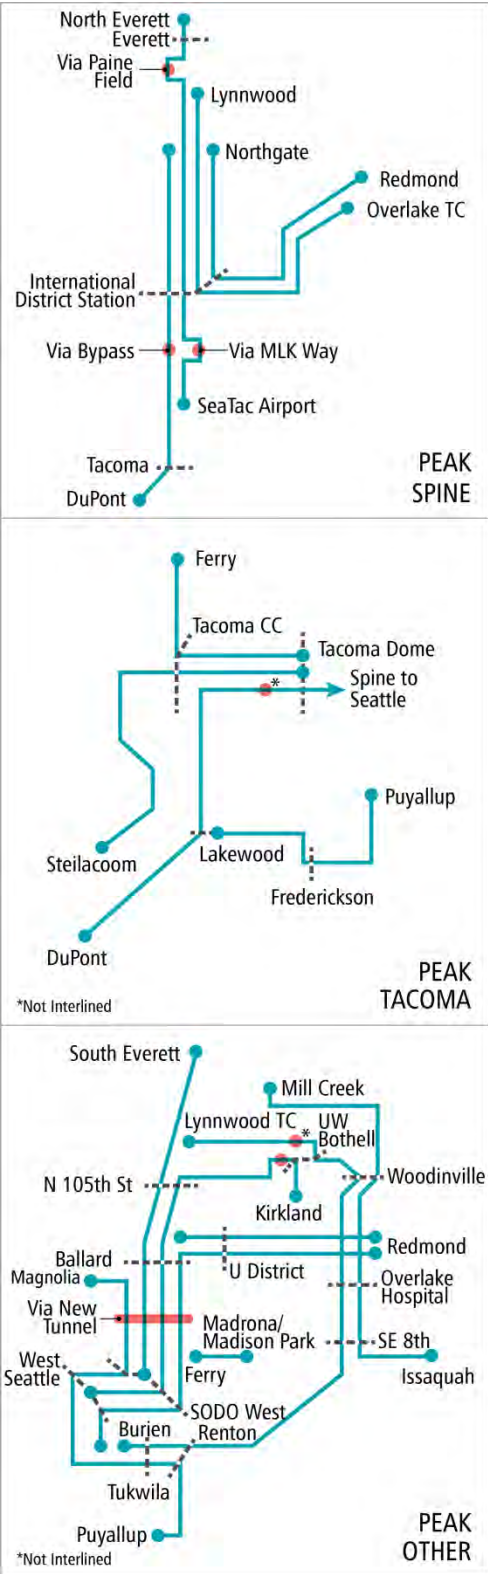 North Everett
Everett
Via Paine
Field
Lynnwood
Northgate
Redmond
Overlake TC
International
District Station
Via Bypass
Via MLK Way
SeaTac Airport
Tacoma
DuPont
PEAK
SPINE
Ferry
Tacoma CC
Tacoma Dome
*
Spine to
Seattle
Puyallup
Lakewood
Steilacoom
Frederickson
DuPont
*Not Interlined
PEAK
TACOMA
South Everett
Mill Creek
Lynnwood TC
*
UW
Bothell
Woodinville
N 105th St
Kirkland
Redmond
U District
Ballard
Magnolia
Overlake
Hospital
Via New
Tunnel
Madrona/
Madison Park
SE 8th
West
Seattle
Ferry
Issaquah
SODO West
Burien
Renton
Tukwila
Puyallup
*Not Interlined
PEAK
OTHER